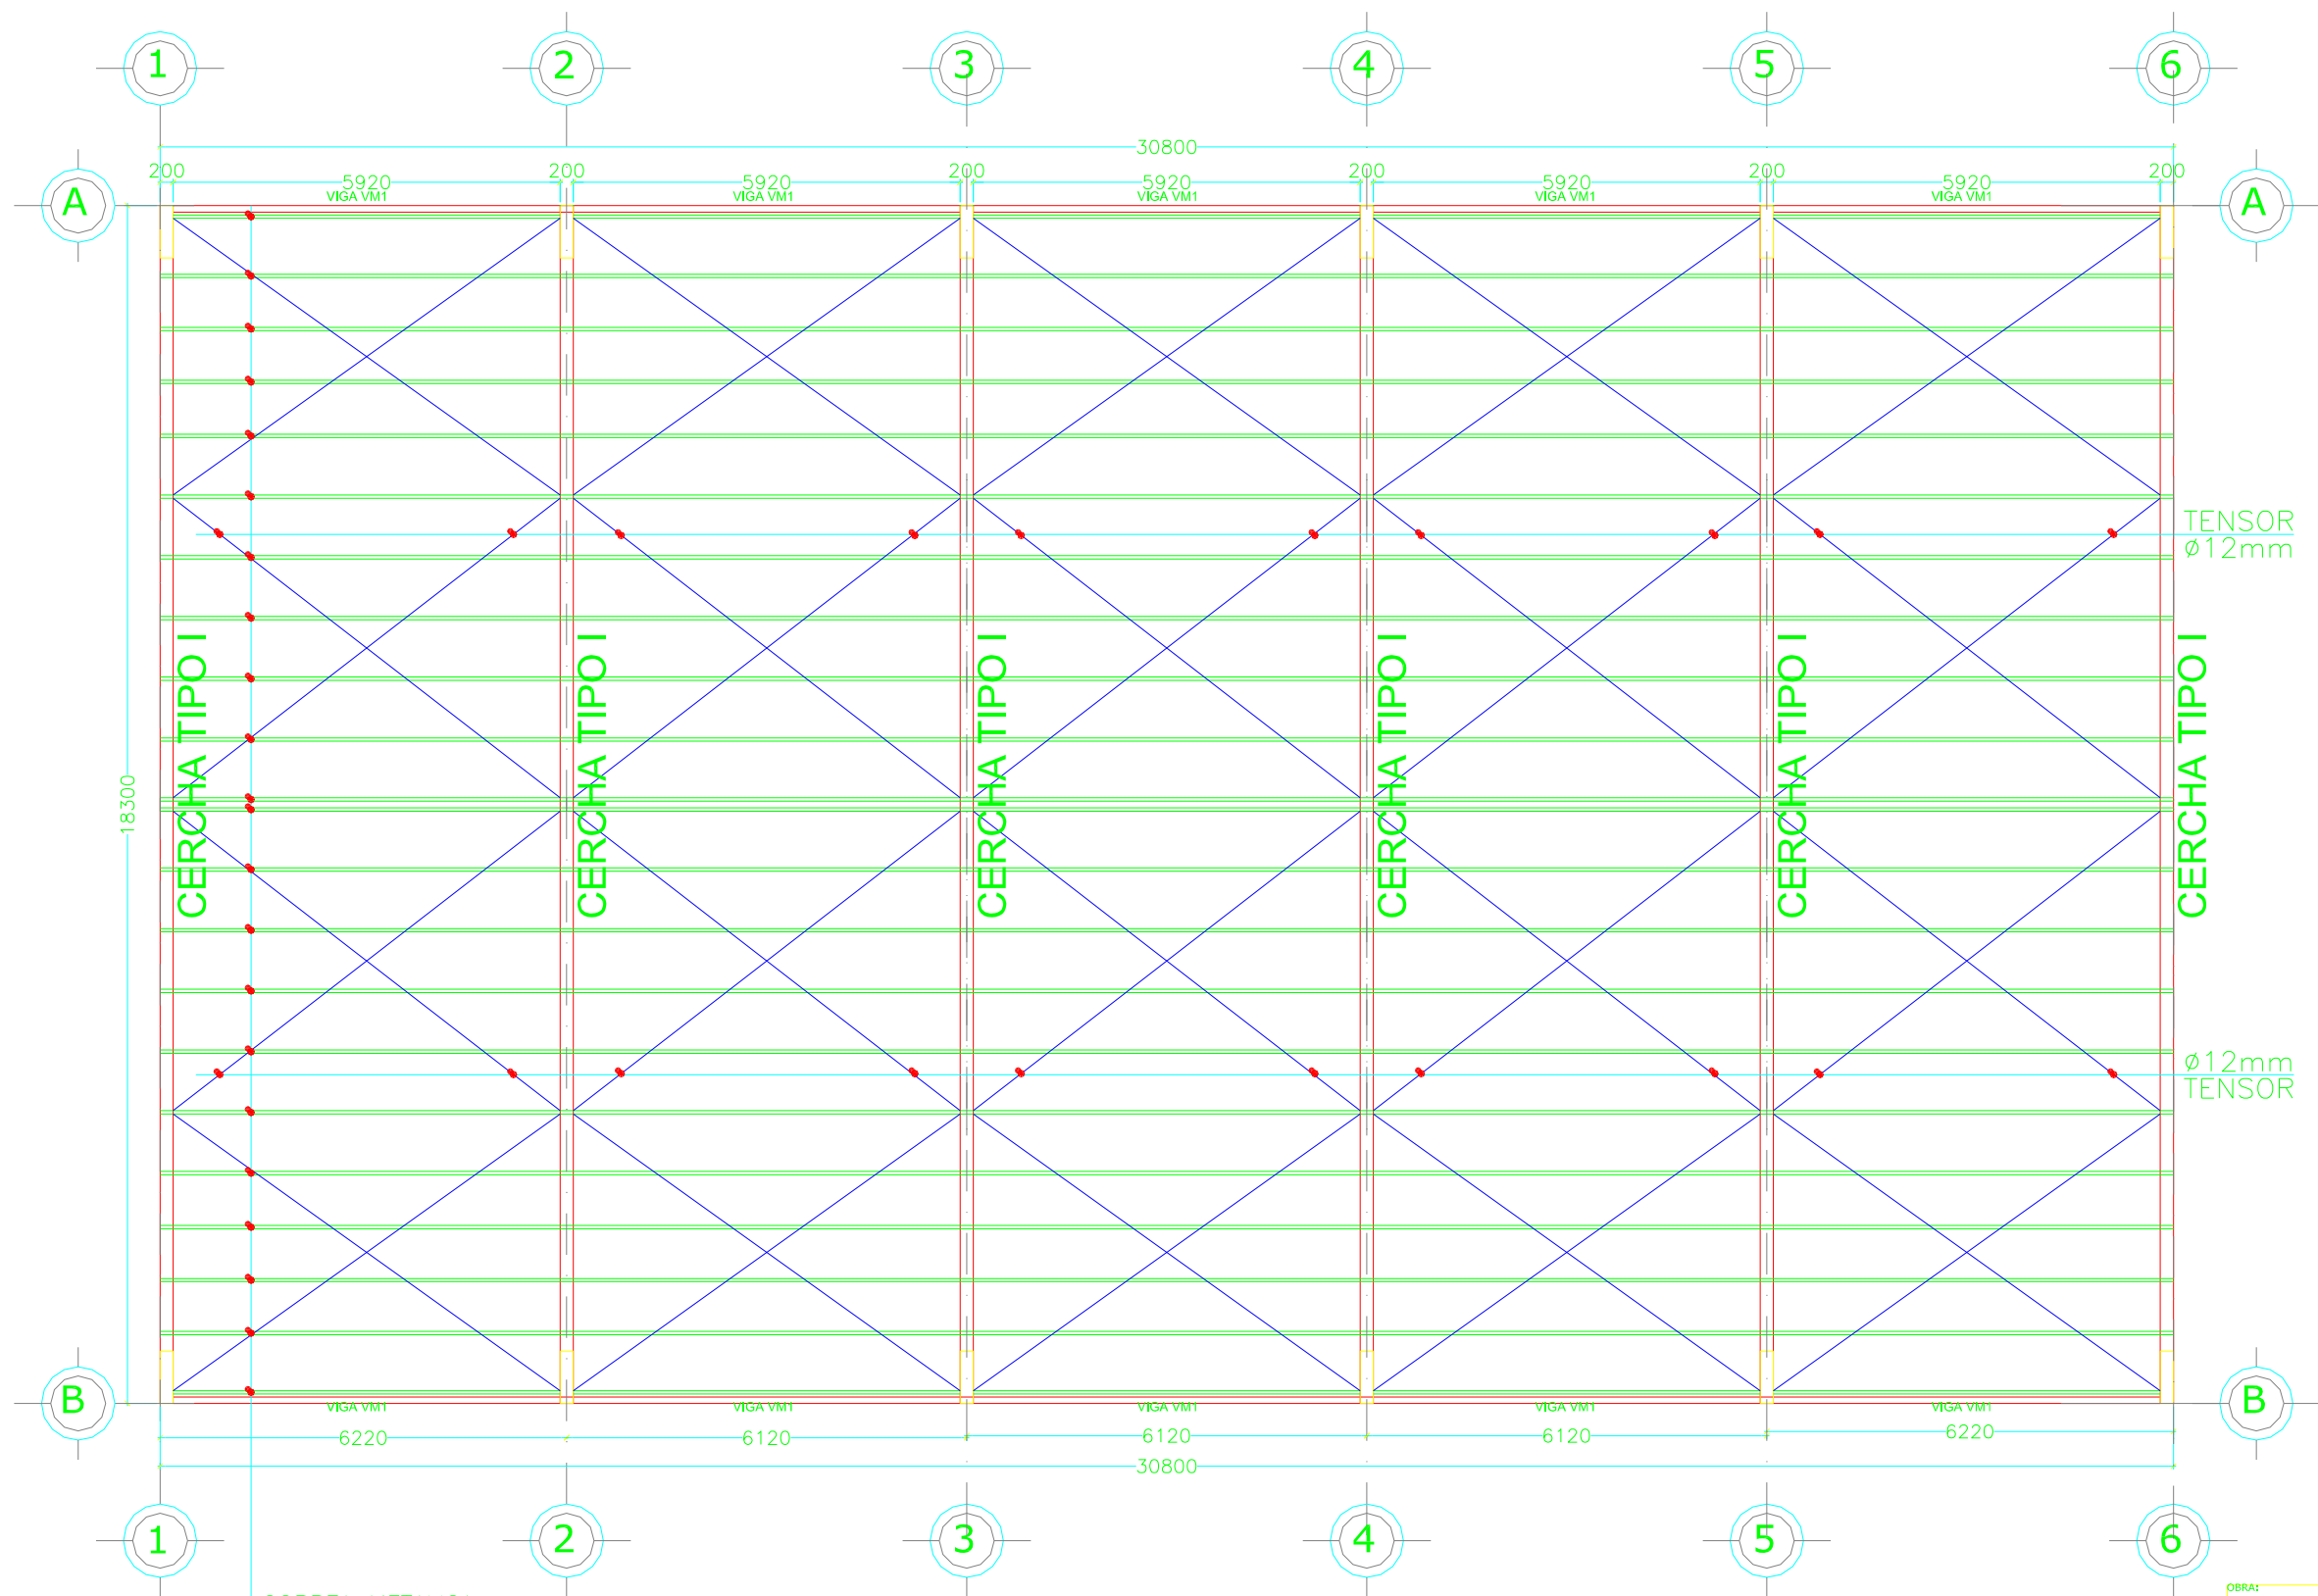 1 2 3 4 5 6
30800
200 200 200 200 200 200
5920 5920 5920 5920 5920
VIGA VM1 VIGA VM1 VIGA VM1 VIGA VM1 VIGA VM1
A A
TENSOR
Ø12mm
CERCHA TIPO I CERCHA TIPO I CERCHA TIPO I CERCHA TIPO I CERCHA TIPO I CERCHA TIPO I
18300
Ø12mm
TENSOR
B B
VIGA VM1 VIGA VM1 VIGA VM1 VIGA VM1 VIGA VM1
6220 6120 6120 6120 6220
30800
1 2 3 4 5 6
OBRA: